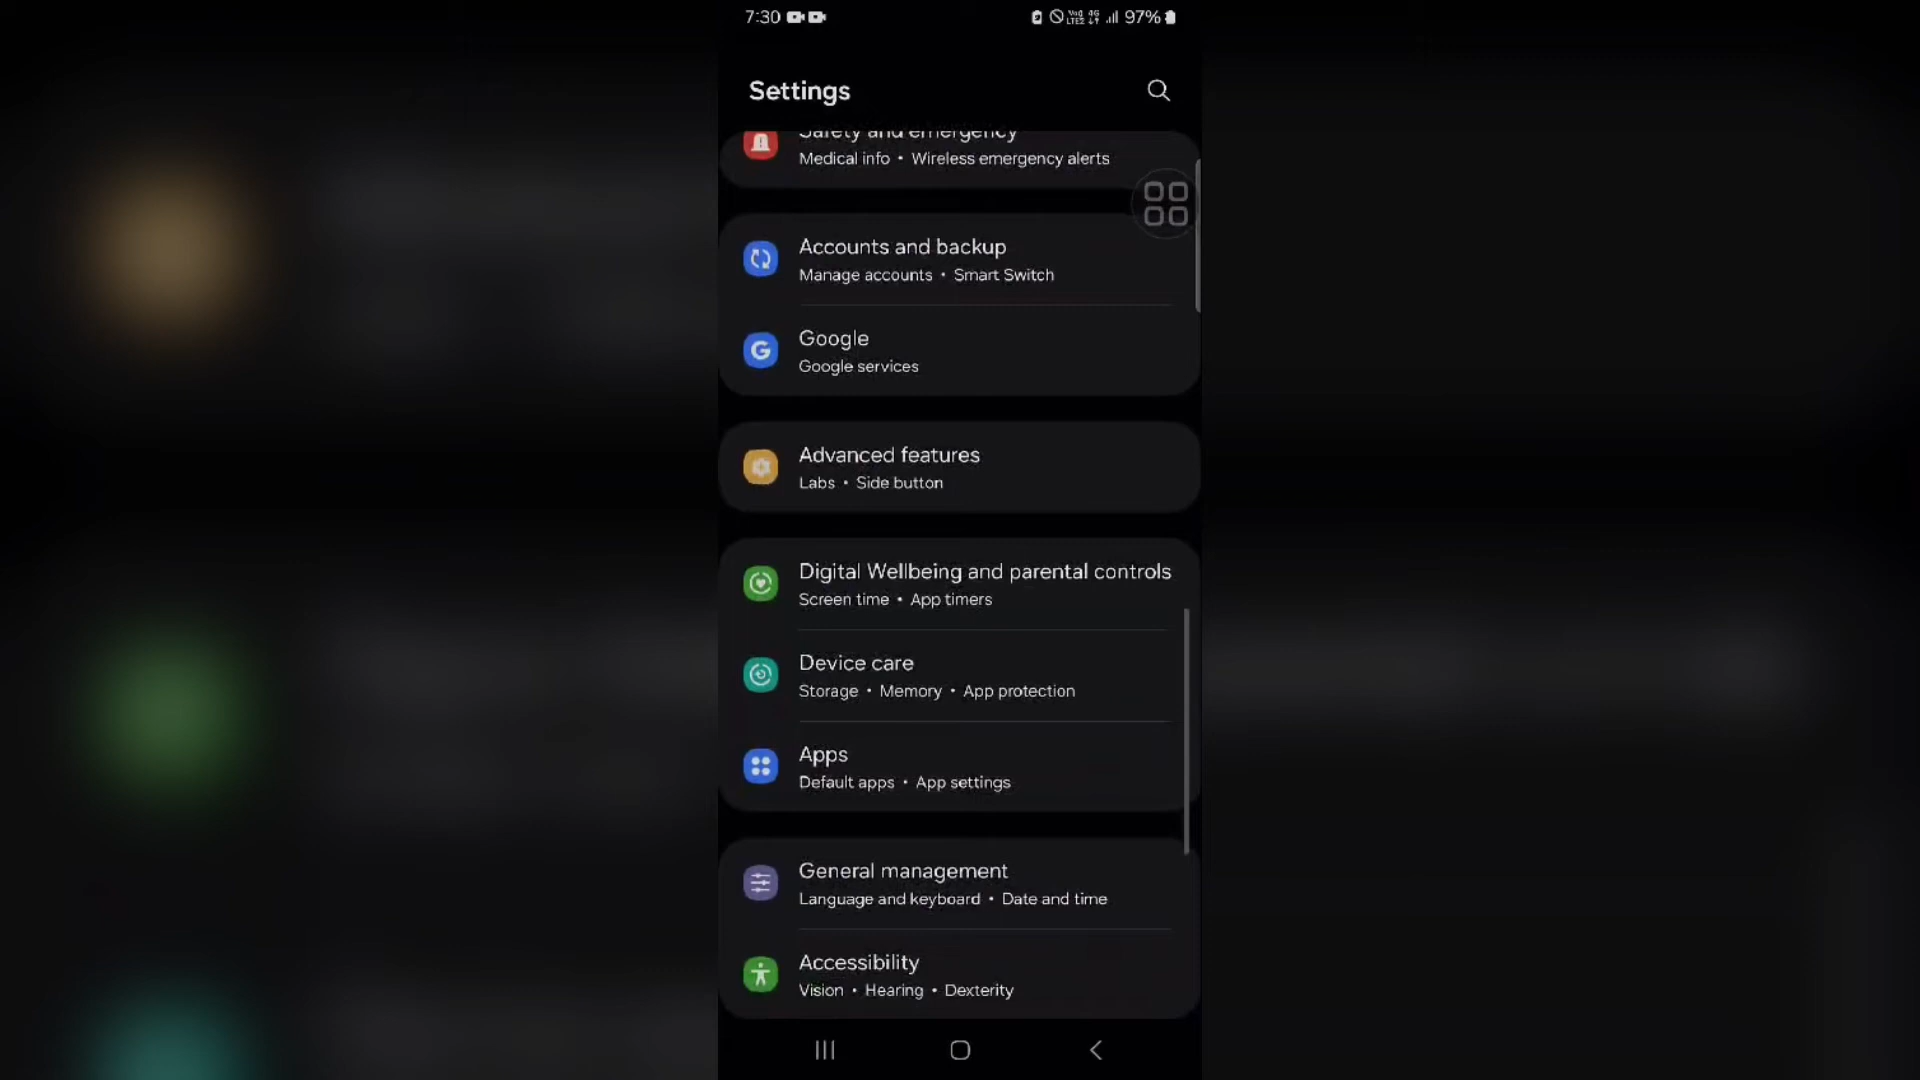 7:30 97%
Settings
Safety and emergency
Medical info • Wireless emergency alerts
Accounts and backup
Manage accounts • Smart Switch
Google
Google services
Advanced features
Labs • Side button
Digital Wellbeing and parental controls
Screen time • App timers
Device care
Storage • Memory • App protection
Apps
Default apps • App settings
General management
Language and keyboard • Date and time
Accessibility
Vision • Hearing • Dexterity